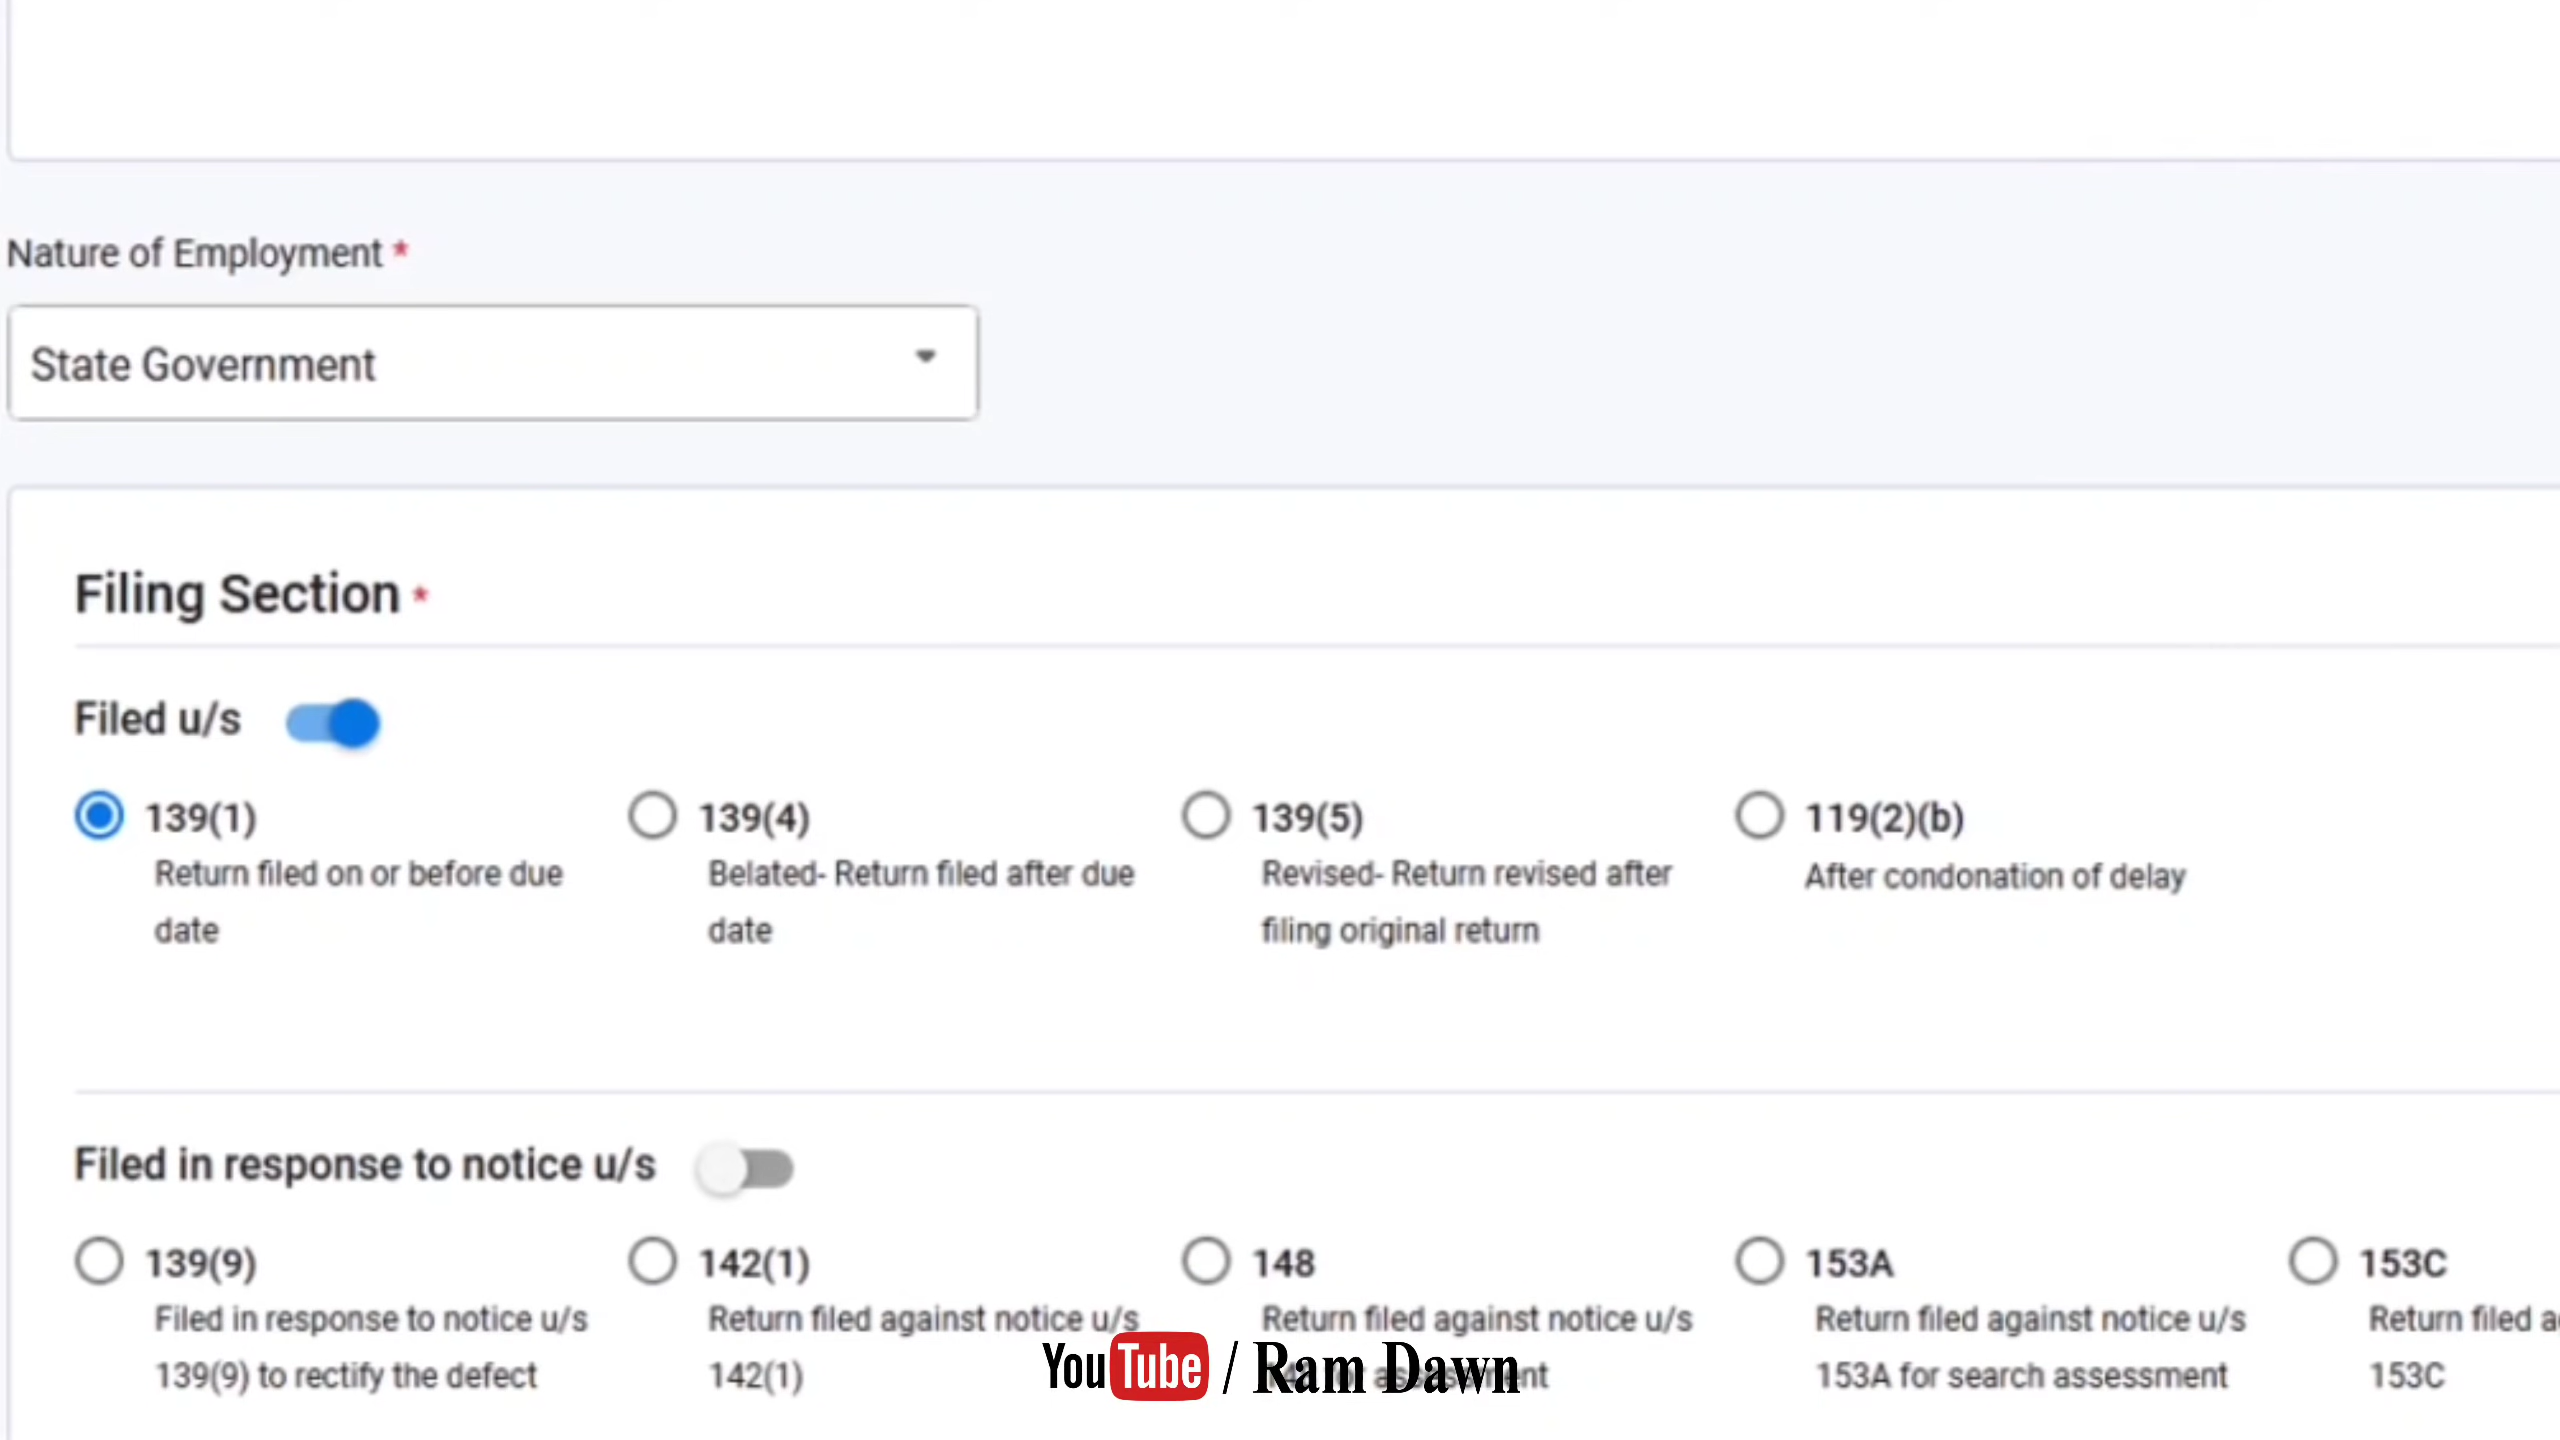 Nature of Employment *
State Government
Filing Section *
Filed u/s
139(1)
Return filed on or before due
date
139(4)
Belated- Return filed after due
date
139(5)
Revised- Return revised after
filing original return
119(2)(b)
After condonation of delay
Filed in response to notice u/s
139(9)
Filed in response to notice u/s
139(9) to rectify the defect
142(1)
Return filed against notice u/s
142(1)
148
Return filed against notice u/s
153A
Return filed against notice u/s
153A for search assessment
153C
Return filed
153C
YouTube / Ram Dawn